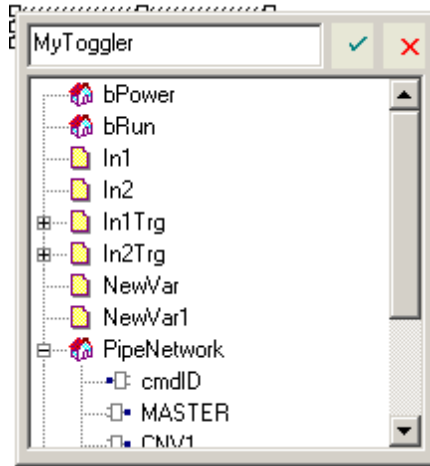 MyToggler
bPower
bRun
In1
In2
In1Trg
In2Trg
NewVar
NewVar1
PipeNetwork
cmdID
MASTER
CNV1